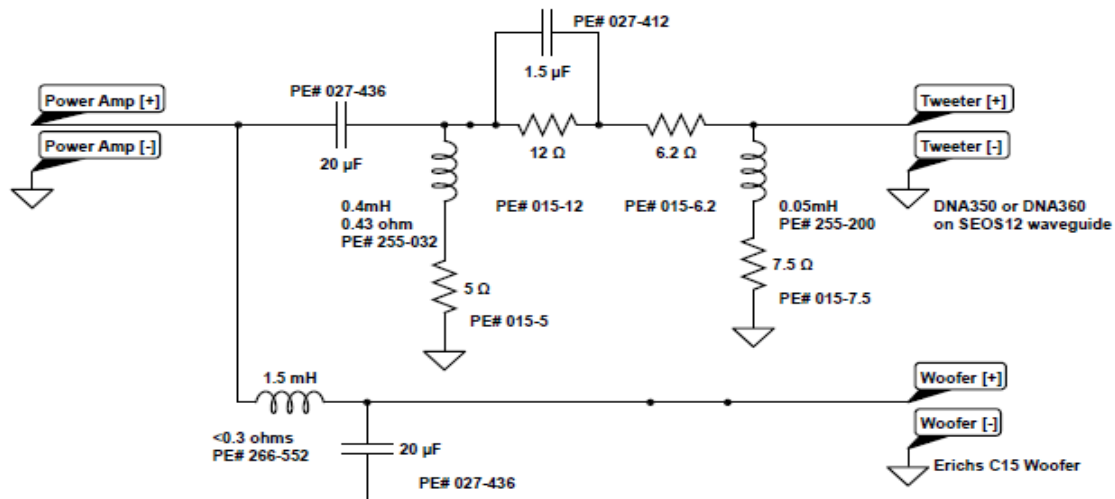 PE# 027-412
1.5 µF
Power Amp [+]
PE# 027-436
Tweeter [+]
Power Amp [-]
20 µF
12 Ω
6.2 Ω
Tweeter [-]
0.4mH
0.43 ohm
PE# 255-032
PE# 015-12
PE# 015-6.2
0.05mH
PE# 255-200
DNA350 or DNA360
on SEOS12 waveguide
5 Ω
PE# 015-5
7.5 Ω
PE# 015-7.5
1.5 mH
Woofer [+]
<0.3 ohms
PE# 266-552
20 µF
Woofer [-]
PE# 027-436
Erichs C15 Woofer